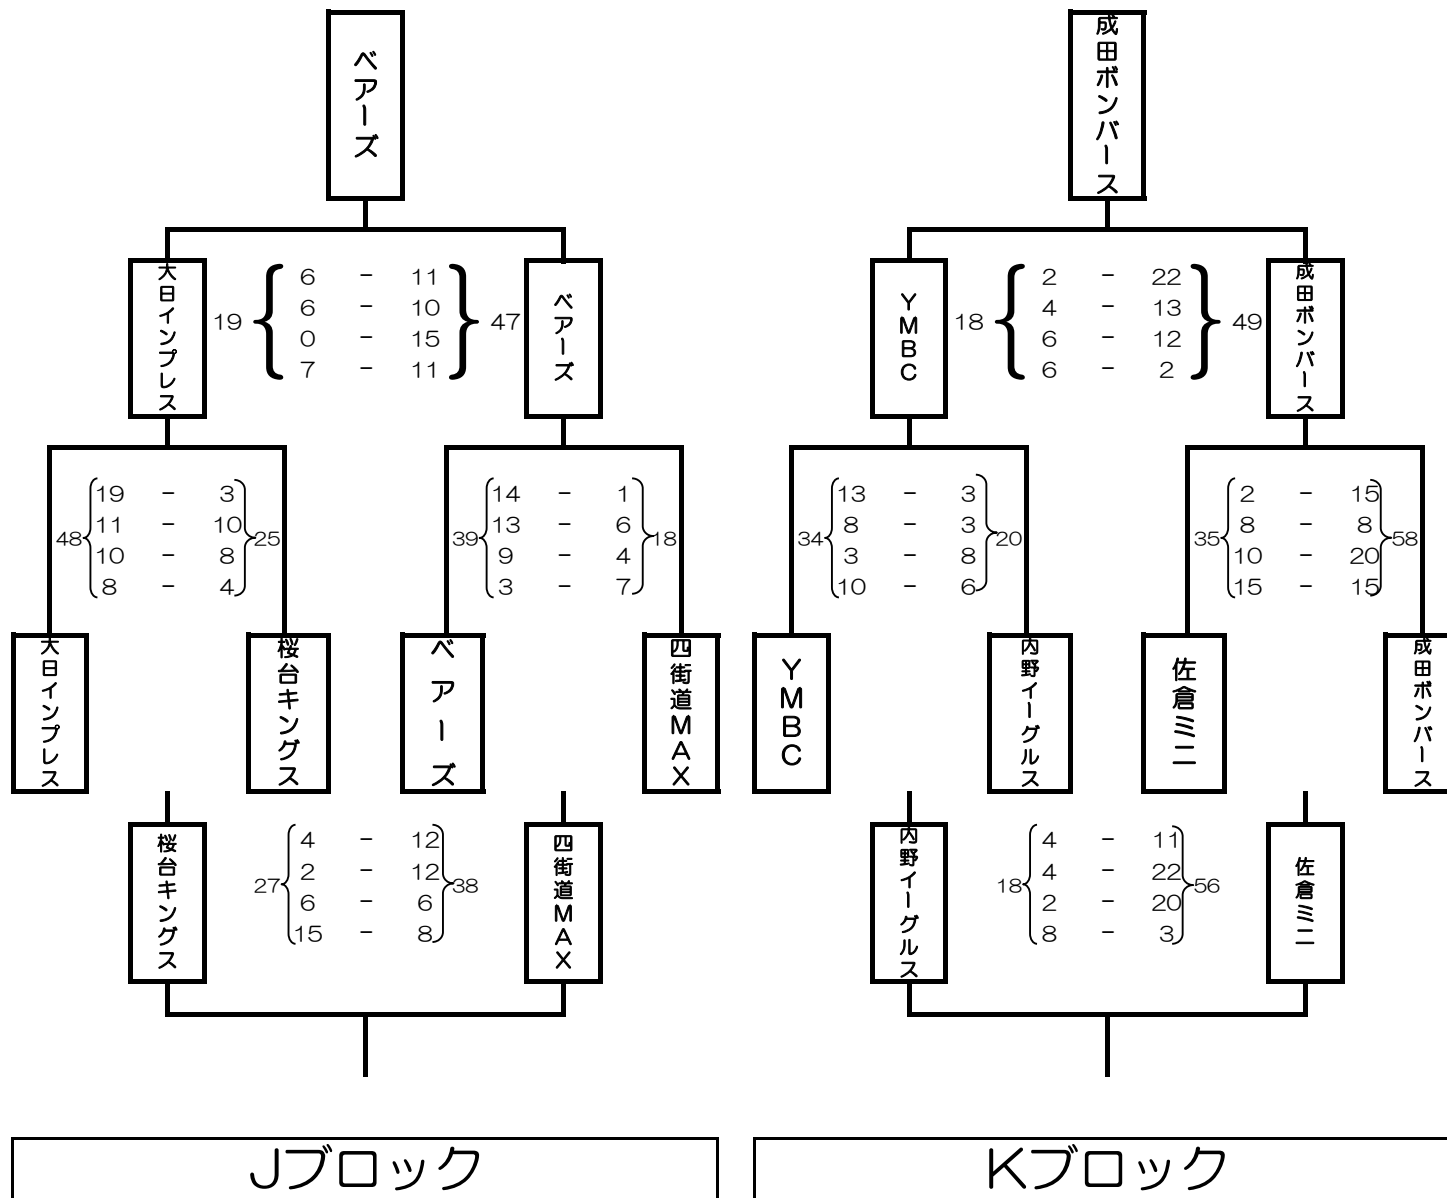 ベアーズ
成田ボンバース
大日インプレス
19
6 - 11
6 - 10
0 - 15
7 - 11
47
ベアーズ
YMBC
18
2 - 22
4 - 13
6 - 12
6 - 2
49
成田ボンバース
48
19 - 3
11 - 10
10 - 8
8 - 4
25
39
14 - 1
13 - 6
9 - 4
3 - 7
18
34
13 - 3
8 - 3
3 - 8
10 - 6
20
35
2 - 15
8 - 8
10 - 20
15 - 15
58
大日インプレス
桜台キングス
ベアーズ
四街道MAX
YMBC
内野イーグルス
佐倉ミニ
成田ボンバース
桜台キングス
27
4 - 12
2 - 12
6 - 6
15 - 8
38
四街道MAX
内野イーグルス
18
4 - 11
4 - 22
2 - 20
8 - 3
56
佐倉ミニ
Jブロック
Kブロック